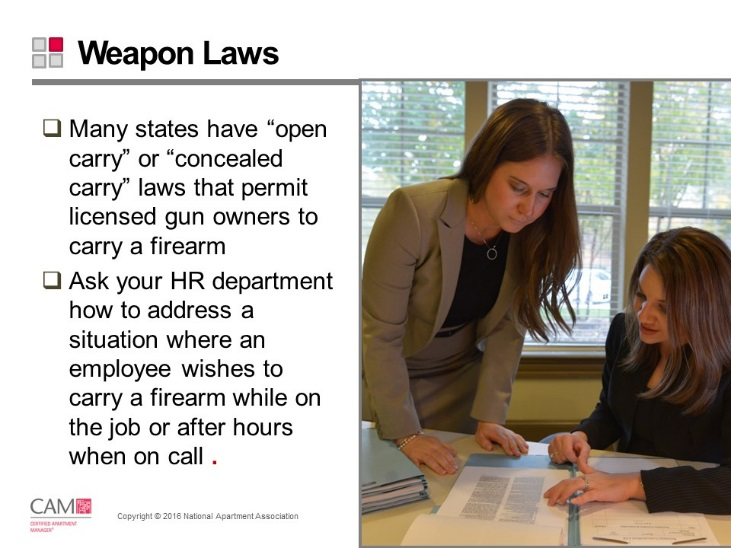 Weapon Laws
❑ Many states have “open
carry” or “concealed
carry” laws that permit
licensed gun owners to
carry a firearm
❑ Ask your HR department
how to address a
situation where an
employee wishes to
carry a firearm while on
the job or after hours
when on call .
CAM
CERTIFIED APARTMENT
MANAGER®
Copyright © 2016 National Apartment Association